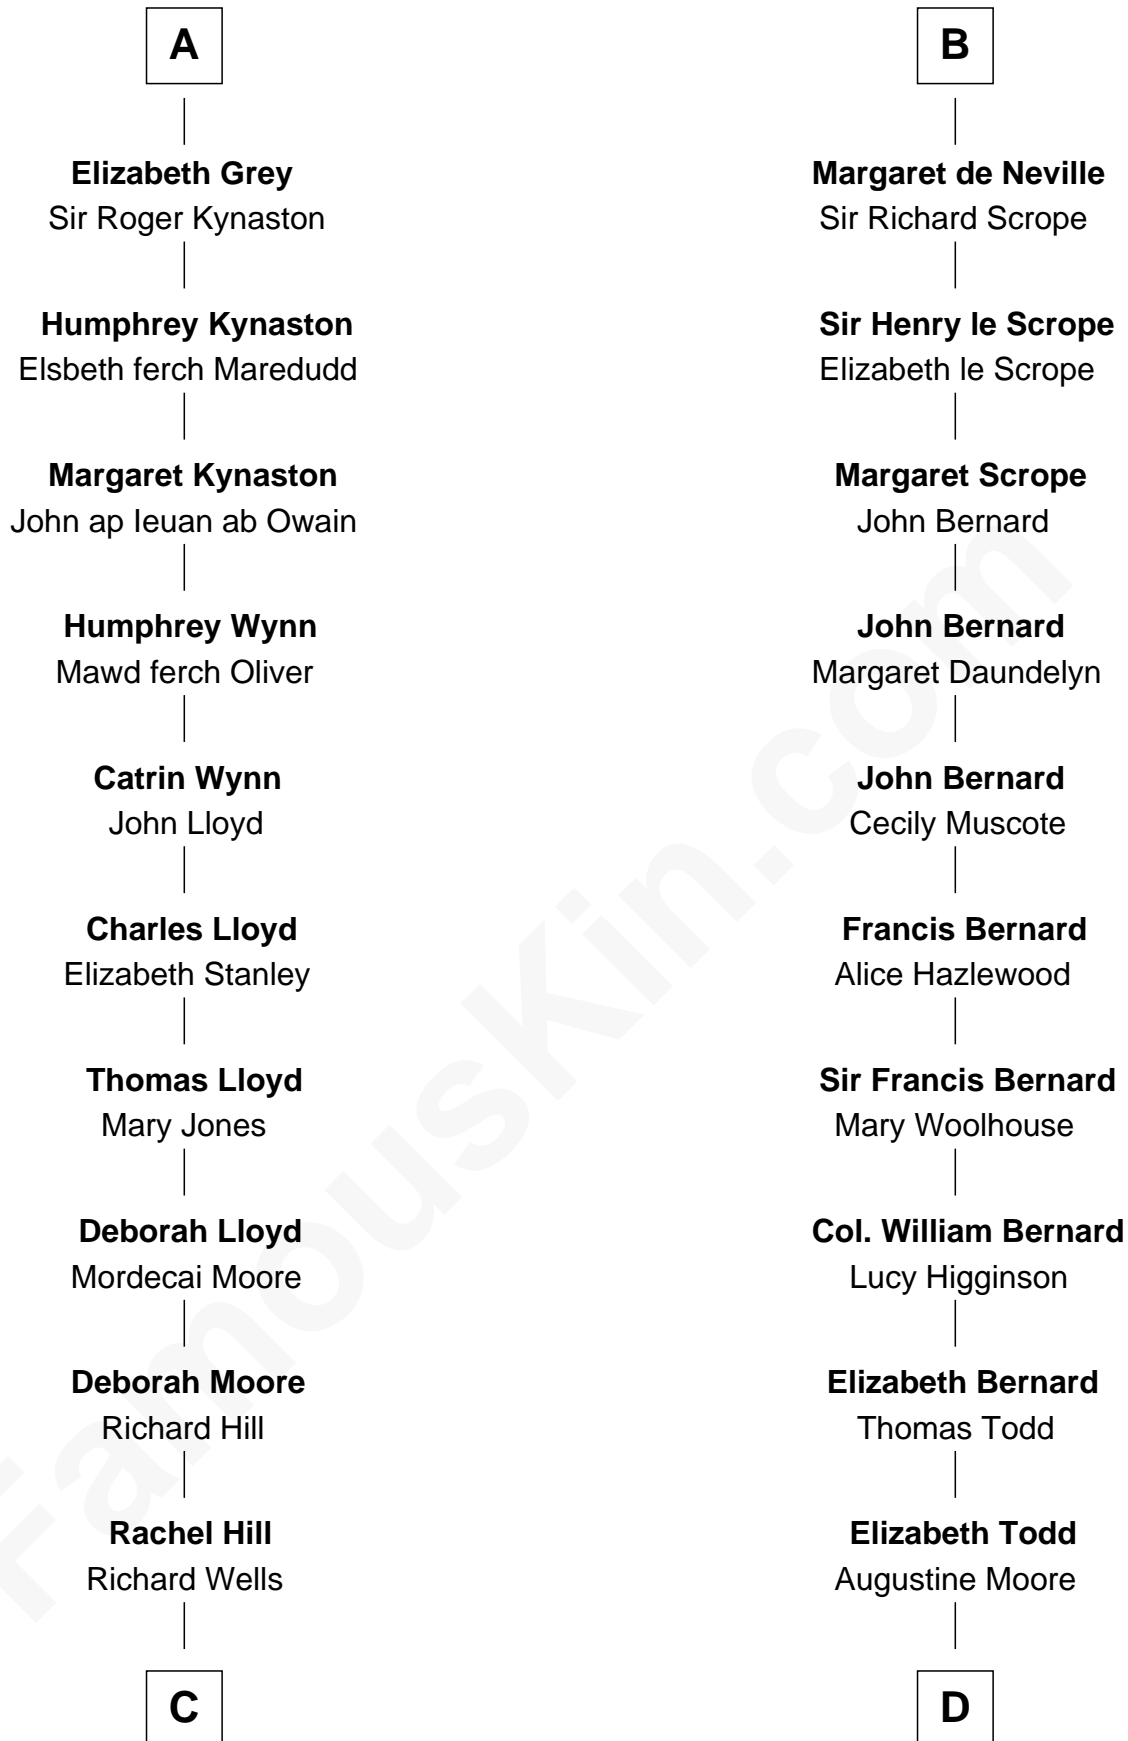 A
Elizabeth Grey
Sir Roger Kynaston
Humphrey Kynaston
Elsbeth ferch Maredudd
Margaret Kynaston
John ap Ieuan ab Owain
Humphrey Wynn
Mawd ferch Oliver
Catrin Wynn
John Lloyd
Charles Lloyd
Elizabeth Stanley
Thomas Lloyd
Mary Jones
Deborah Lloyd
Mordecai Moore
Deborah Moore
Richard Hill
Rachel Hill
Richard Wells
C
B
Margaret de Neville
Sir Richard Scrope
Sir Henry le Scrope
Elizabeth le Scrope
Margaret Scrope
John Bernard
John Bernard
Margaret Daundelyn
John Bernard
Cecily Muscote
Francis Bernard
Alice Hazlewood
Sir Francis Bernard
Mary Woolhouse
Col. William Bernard
Lucy Higginson
Elizabeth Bernard
Thomas Todd
Elizabeth Todd
Augustine Moore
D
FamousKin.com